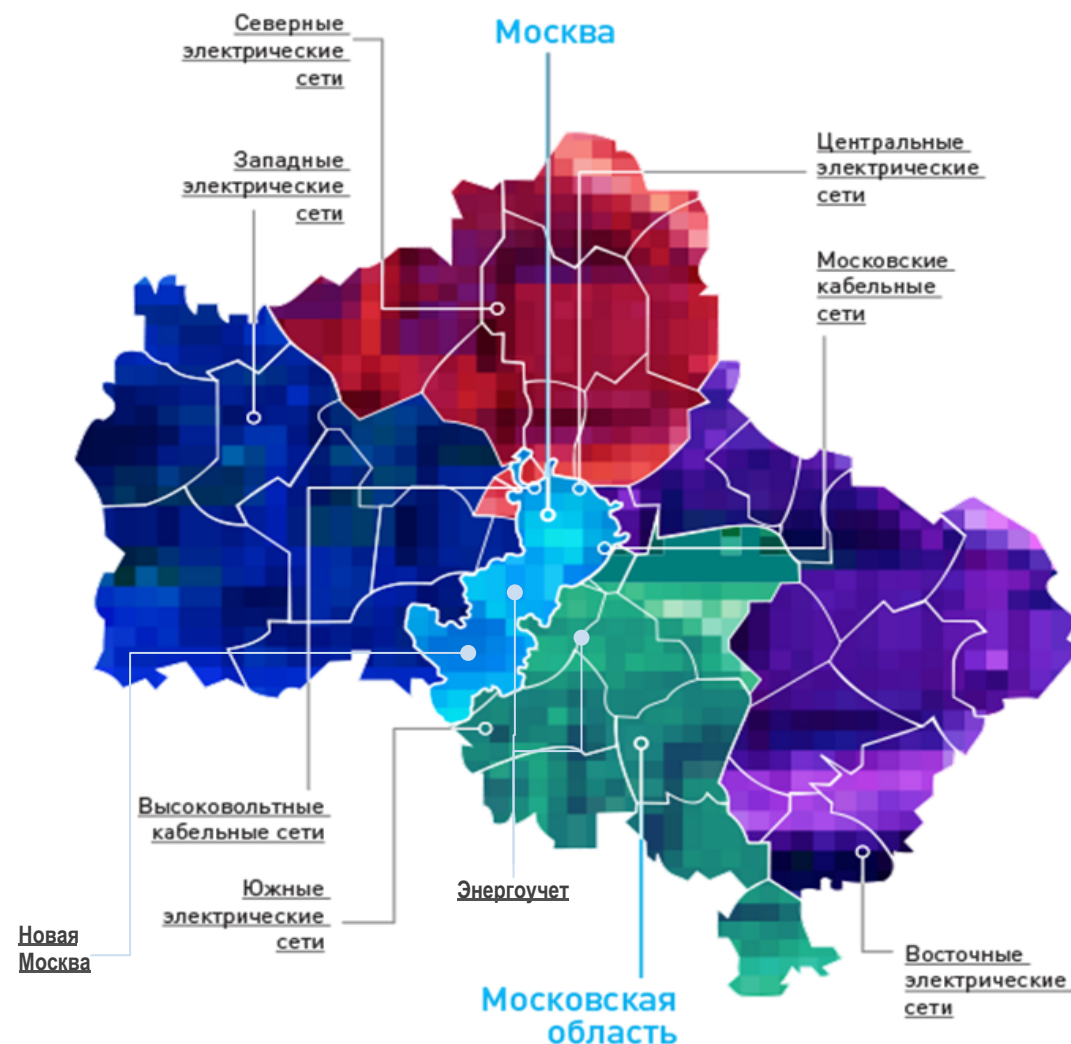 Северные
электрические
сети
Москва
Западные
электрические
сети
Центральные
электрические
сети
Московские
кабельные
сети
Высоковольтные
кабельные сети
Энергоучет
Южные
электрические
сети
Новая
Москва
Московская
область
Восточные
электрические
сети